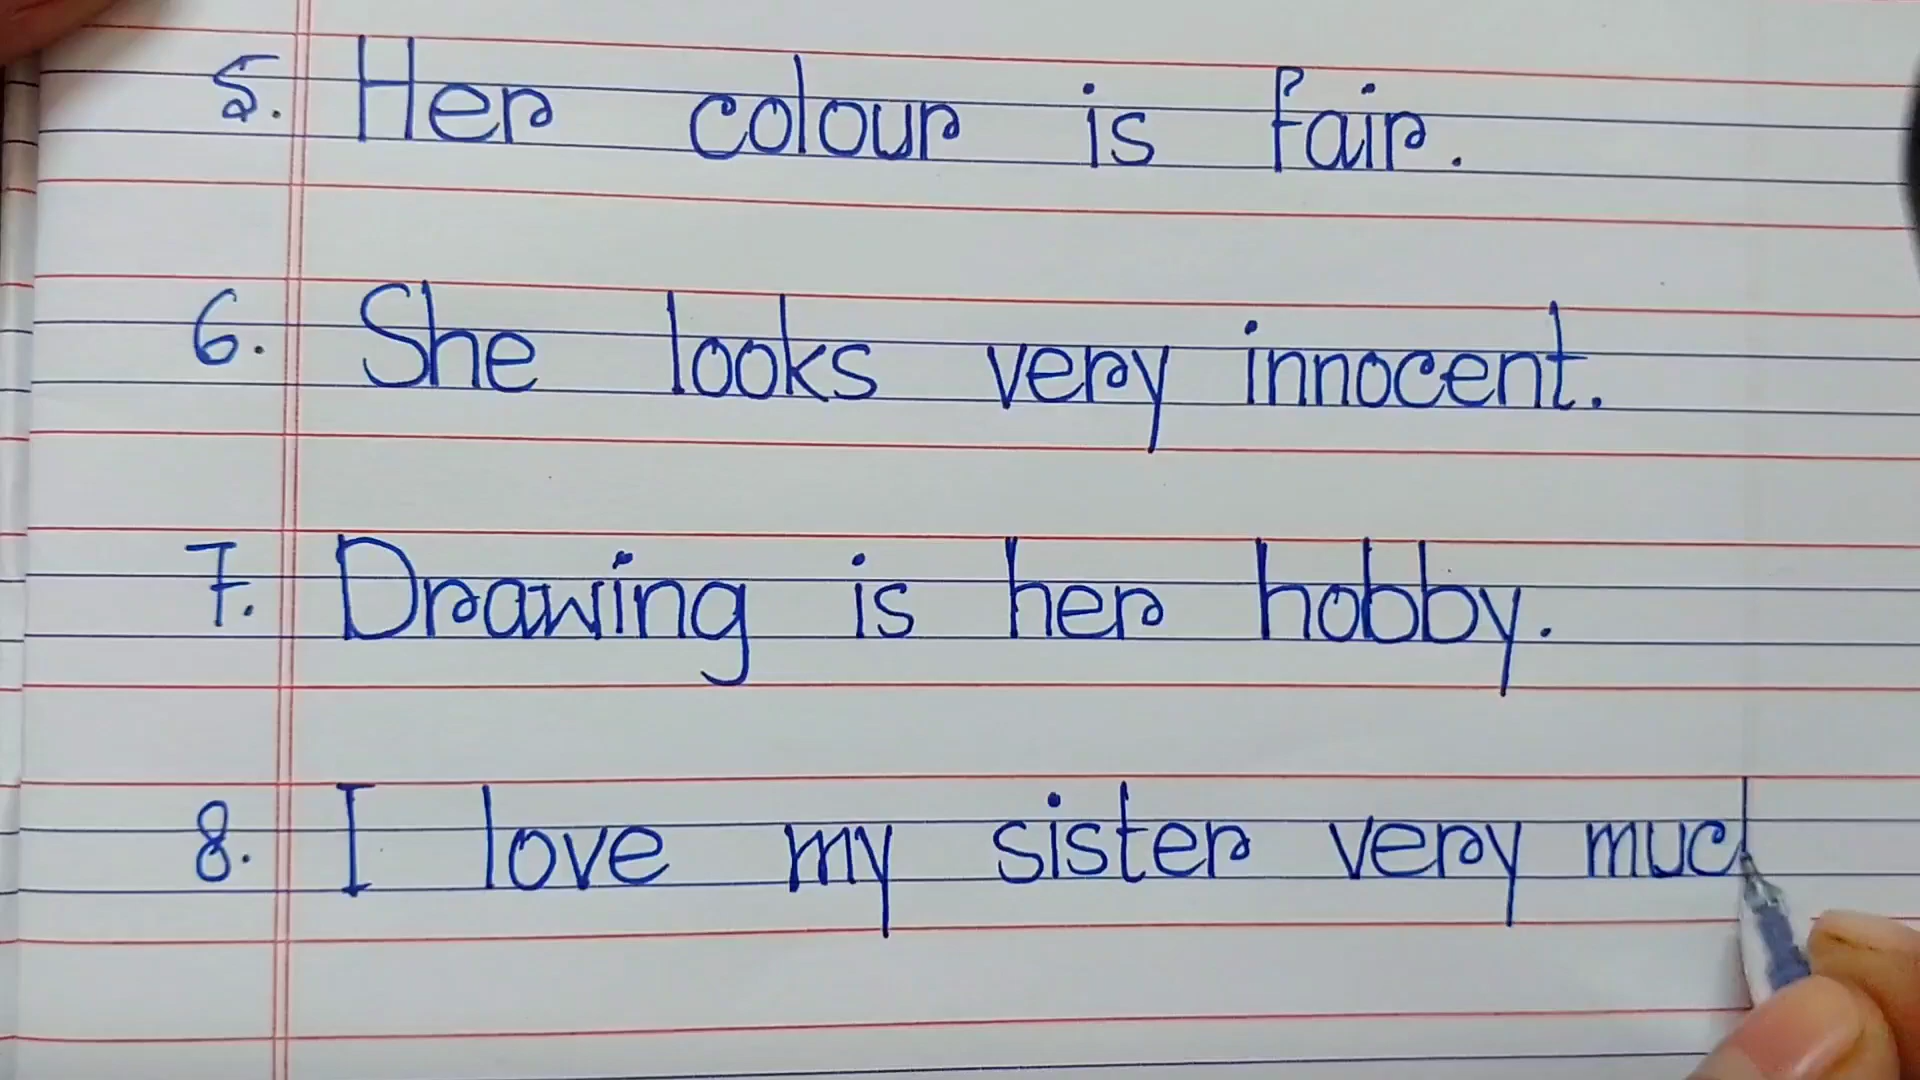 5. Her colour is fair.
6. She looks very innocent.
7. Drawing is her hobby.
8. I love my sister very muc